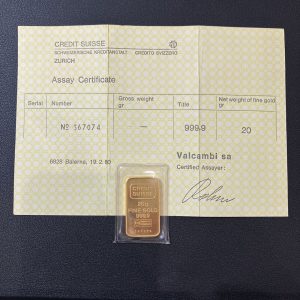 CREDIT SUISSE
SCHWEIZERISCHE KREDITANSTALT CREDITO SVIZZERO
ZURICH
Assay Certificate
Serial Number Gross weight gr Title Net weight of fine gold gr
No 567074 — 999.9 20
Valcambi sa
6828 Balerna, 19.2.80 Certified Assayer:
CREDIT
SUISSE
20g
FINE GOLD
999.9